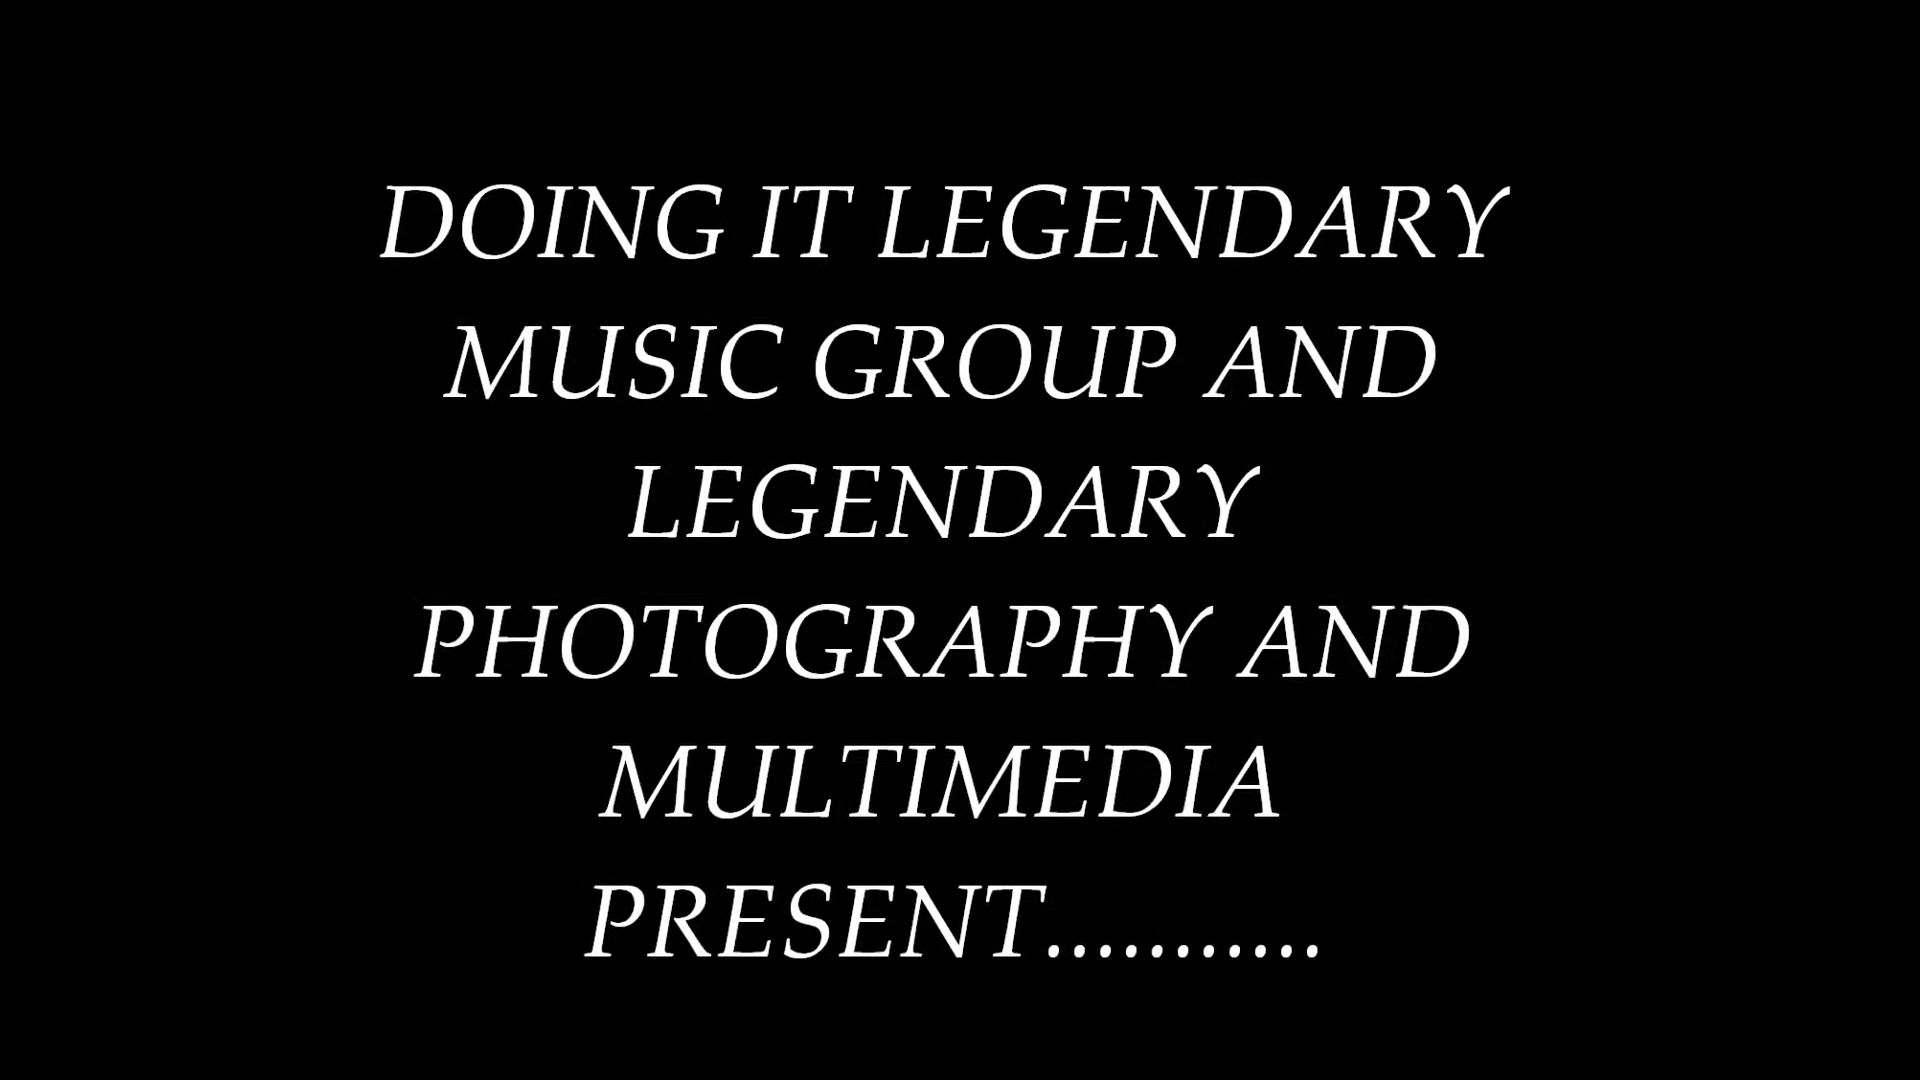 DOING IT LEGENDARY
MUSIC GROUP AND
LEGENDARY
PHOTOGRAPHY AND
MULTIMEDIA
PRESENT...........